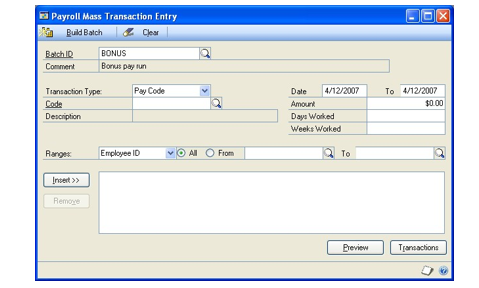 Payroll Mass Transaction Entry
Build Batch Clear
Batch ID BONUS
Comment Bonus pay run
Transaction Type: Pay Code Date 4/12/2007 To 4/12/2007
Code Amount $0.00
Description Days Worked
Weeks Worked
Ranges: Employee ID All From To
Insert >>
Remove
Preview Transactions